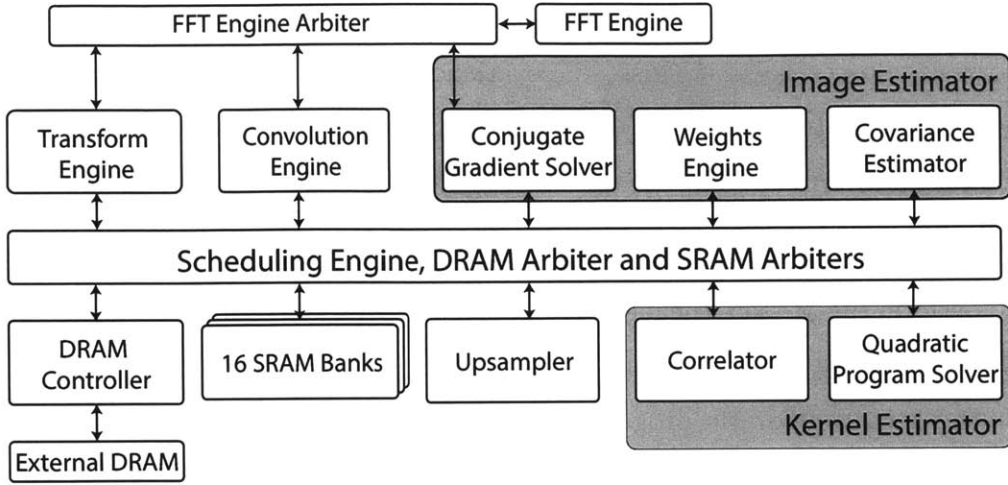 FFT Engine Arbiter
FFT Engine
Image Estimator
Transform
Engine
Convolution
Engine
Conjugate
Gradient Solver
Weights
Engine
Covariance
Estimator
Scheduling Engine, DRAM Arbiter and SRAM Arbiters
DRAM
Controller
16 SRAM Banks
Upsampler
Correlator
Quadratic
Program Solver
Kernel Estimator
External DRAM